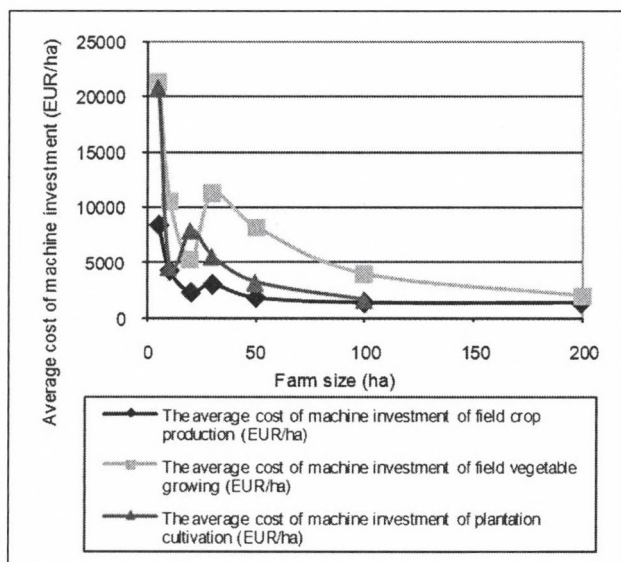 Average cost of machine investment (EUR/ha)
25000
20000
15000
10000
5000
0
0 50 100 150 200
Farm size (ha)
The average cost of machine investment of field crop
production (EUR/ha)
The average cost of machine investment of field vegetable
growing (EUR/ha)
The average cost of machine investment of plantation
cultivation (EUR/ha)